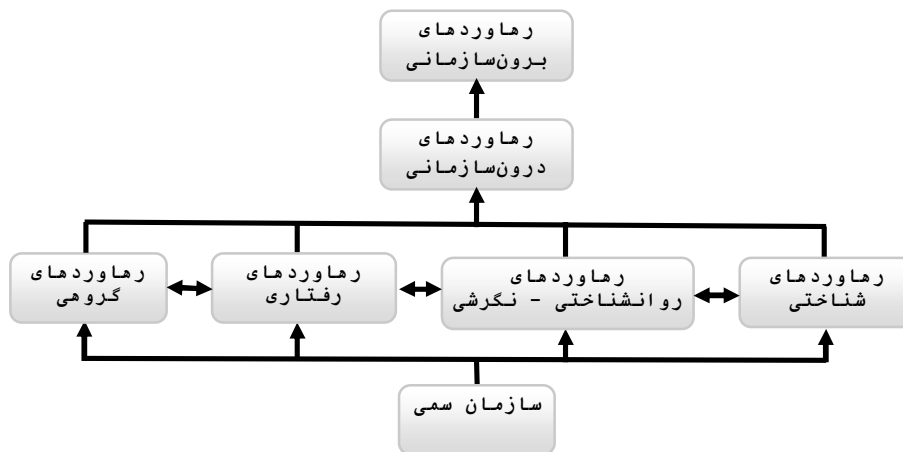 رهاوردهای
برون‌سازمانی
رهاوردهای
درون‌سازمانی
رهاوردهای
شناختی
رهاوردهای
روانشناختی - نگرشی
رهاوردهای
رفتاری
رهاوردهای
گروهی
سازمان سمی